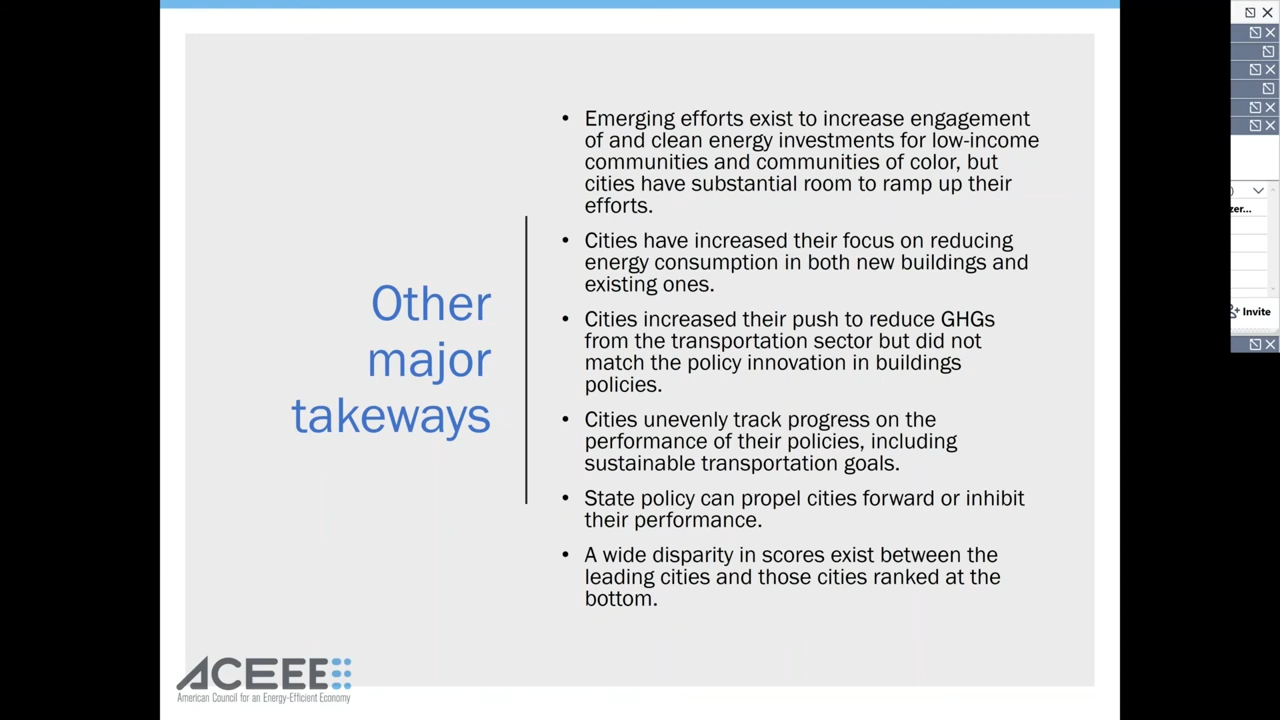 Other
major
takeways
• Emerging efforts exist to increase engagement
of and clean energy investments for low-income
communities and communities of color, but
cities have substantial room to ramp up their
efforts.
• Cities have increased their focus on reducing
energy consumption in both new buildings and
existing ones.
• Cities increased their push to reduce GHGs
from the transportation sector but did not
match the policy innovation in buildings
policies.
• Cities unevenly track progress on the
performance of their policies, including
sustainable transportation goals.
• State policy can propel cities forward or inhibit
their performance.
• A wide disparity in scores exist between the
leading cities and those cities ranked at the
bottom.
ACEEE
American Council for an Energy-Efficient Economy
zer...
Invite